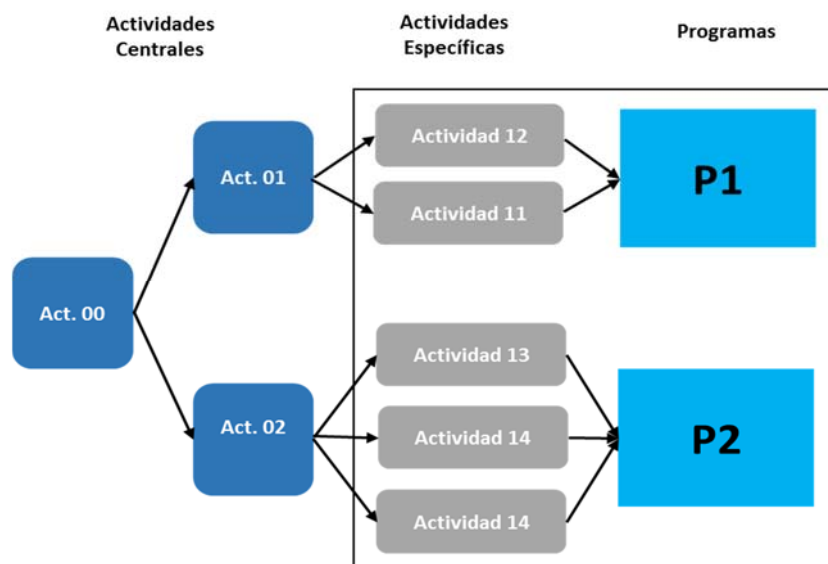 Actividades
Centrales
Actividades
Específicas
Programas
Actividad 12
Act. 01
P1
Actividad 11
Act. 00
Actividad 13
Act. 02
Actividad 14
P2
Actividad 14